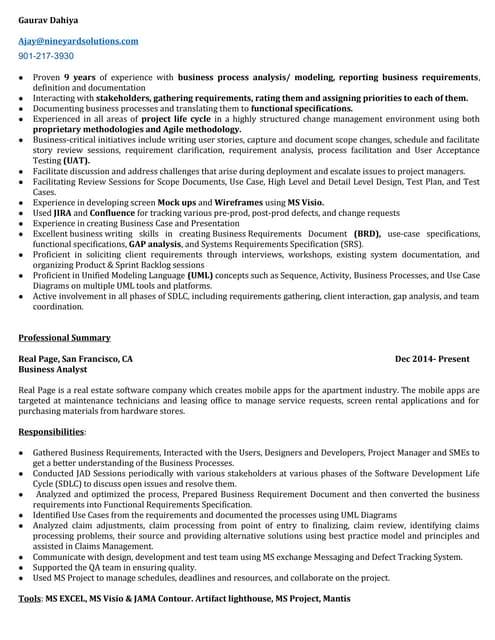 Gaurav Dahiya
Ajay@nineyardsolutions.com
901-217-3930
● Proven 9 years of experience with business process analysis/ modeling, reporting business requirements,
definition and documentation
● Interacting with stakeholders, gathering requirements, rating them and assigning priorities to each of them.
● Documenting business processes and translating them to functional specifications.
● Experienced in all areas of project life cycle in a highly structured change management environment using both
proprietary methodologies and Agile methodology.
● Business-critical initiatives include writing user stories, capture and document scope changes, schedule and facilitate
story review sessions, requirement clarification, requirement analysis, process facilitation and User Acceptance
Testing (UAT).
● Facilitate discussion and address challenges that arise during deployment and escalate issues to project managers.
● Facilitating Review Sessions for Scope Documents, Use Case, High Level and Detail Level Design, Test Plan, and Test
Cases.
● Experience in developing screen Mock ups and Wireframes using MS Visio.
● Used JIRA and Confluence for tracking various pre-prod, post-prod defects, and change requests
● Experience in creating Business Case and Presentation
● Excellent business writing skills in creating Business Requirements Document (BRD), use-case specifications,
functional specifications, GAP analysis, and Systems Requirements Specification (SRS).
● Proficient in soliciting client requirements through interviews, workshops, existing system documentation, and
organizing Product & Sprint Backlog sessions
● Proficient in Unified Modeling Language (UML) concepts such as Sequence, Activity, Business Processes, and Use Case
Diagrams on multiple UML tools and platforms.
● Active involvement in all phases of SDLC, including requirements gathering, client interaction, gap analysis, and team
coordination.
Professional Summary
Real Page, San Francisco, CA Dec 2014- Present
Business Analyst
Real Page is a real estate software company which creates mobile apps for the apartment industry. The mobile apps are
targeted at maintenance technicians and leasing office to manage service requests, screen rental applications and for
purchasing materials from hardware stores.
Responsibilities:
● Gathered Business Requirements, Interacted with the Users, Designers and Developers, Project Manager and SMEs to
get a better understanding of the Business Processes.
● Conducted JAD Sessions periodically with various stakeholders at various phases of the Software Development Life
Cycle (SDLC) to discuss open issues and resolve them.
● Analyzed and optimized the process, Prepared Business Requirement Document and then converted the business
requirements into Functional Requirements Specification.
● Identified Use Cases from the requirements and documented the processes using UML Diagrams
● Analyzed claim adjustments, claim processing from point of entry to finalizing, claim review, identifying claims
processing problems, their source and providing alternative solutions using best practice model and principles and
assisted in Claims Management.
● Communicate with design, development and test team using MS exchange Messaging and Defect Tracking System.
● Supported the QA team in ensuring quality.
● Used MS Project to manage schedules, deadlines and resources, and collaborate on the project.
Tools: MS EXCEL, MS Visio & JAMA Contour. Artifact lighthouse, MS Project, Mantis